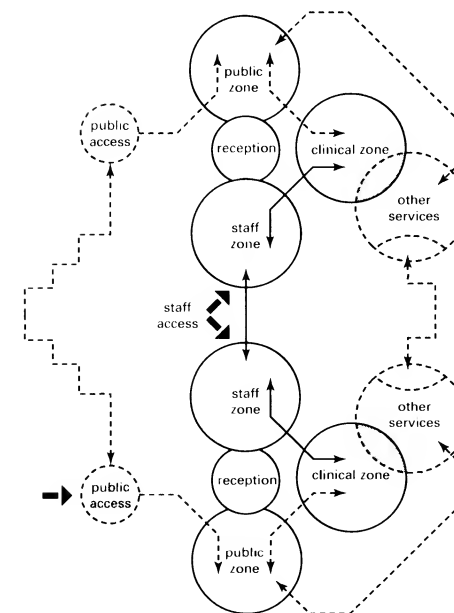 public
zone
public
access
reception
clinical zone
other
services
staff
zone
staff
access
staff
zone
other
services
clinical zone
reception
public
access
public
zone